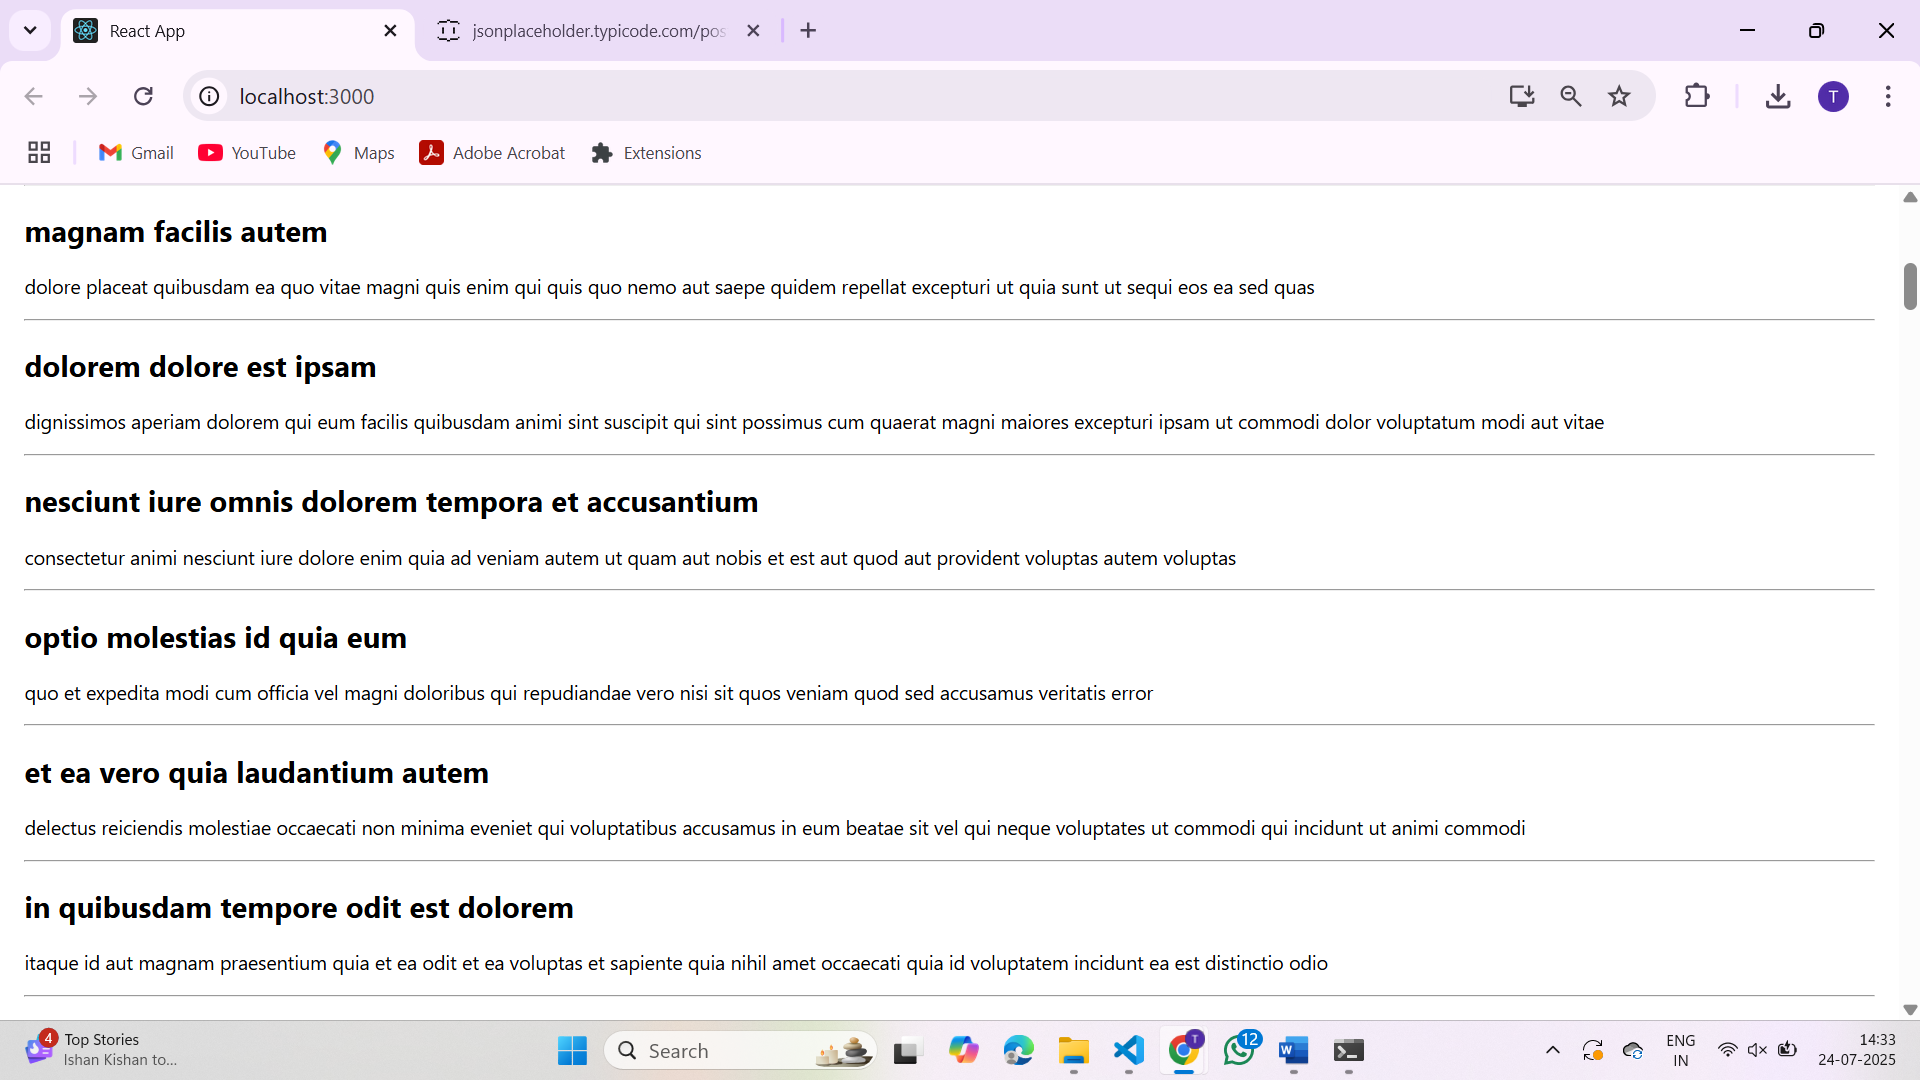 React App
jsonplaceholder.typicode.com/pos
localhost:3000
T
Gmail
YouTube
Maps
Adobe Acrobat
Extensions
magnam facilis autem
dolore placeat quibusdam ea quo vitae magni quis enim qui quis quo nemo aut saepe quidem repellat excepturi ut quia sunt ut sequi eos ea sed quas
dolorem dolore est ipsam
dignissimos aperiam dolorem qui eum facilis quibusdam animi sint suscipit qui sint possimus cum quaerat magni maiores excepturi ipsam ut commodi dolor voluptatum modi aut vitae
nesciunt iure omnis dolorem tempora et accusantium
consectetur animi nesciunt iure dolore enim quia ad veniam autem ut quam aut nobis et est aut quod aut provident voluptas autem voluptas
optio molestias id quia eum
quo et expedita modi cum officia vel magni doloribus qui repudiandae vero nisi sit quos veniam quod sed accusamus veritatis error
et ea vero quia laudantium autem
delectus reiciendis molestiae occaecati non minima eveniet qui voluptatibus accusamus in eum beatae sit vel qui neque voluptates ut commodi qui incidunt ut animi commodi
in quibusdam tempore odit est dolorem
itaque id aut magnam praesentium quia et ea odit et ea voluptas et sapiente quia nihil amet occaecati quia id voluptatem incidunt ea est distinctio odio
4
Top Stories
Ishan Kishan to...
Search
T
12
W
ENG
IN
14:33
24-07-2025